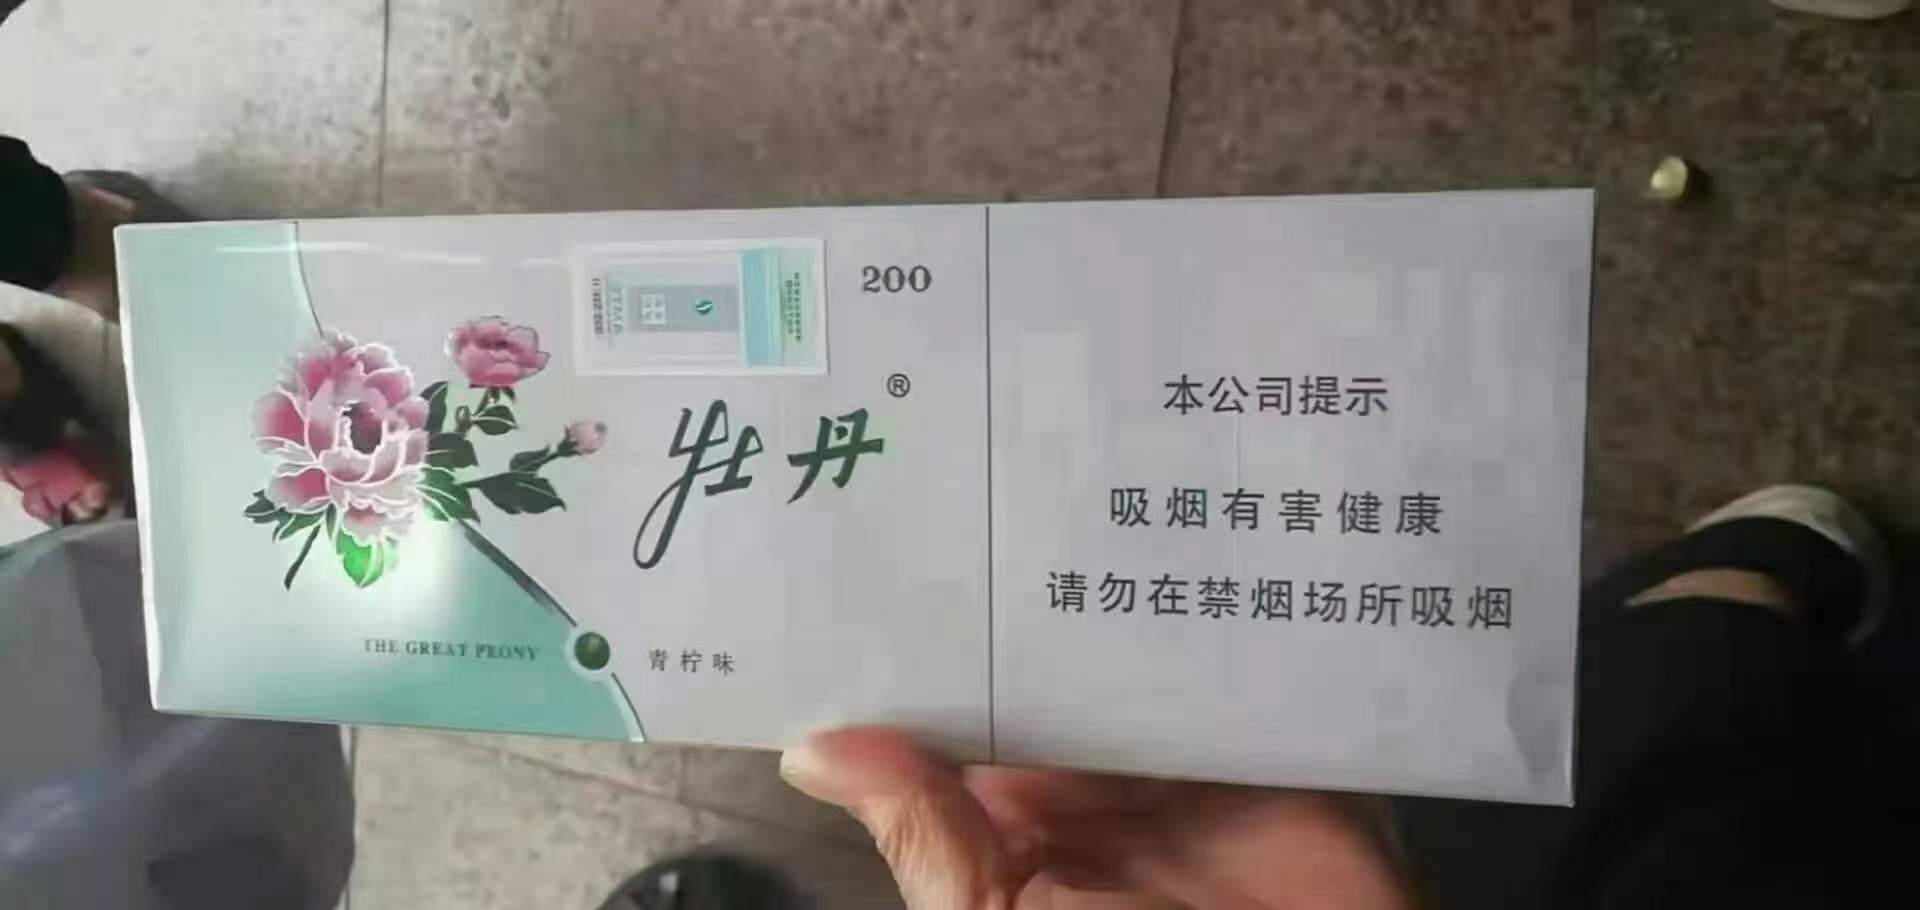 200
牡丹®
THE GREAT PEONY
青柠味
本公司提示
吸烟有害健康
请勿在禁烟场所吸烟